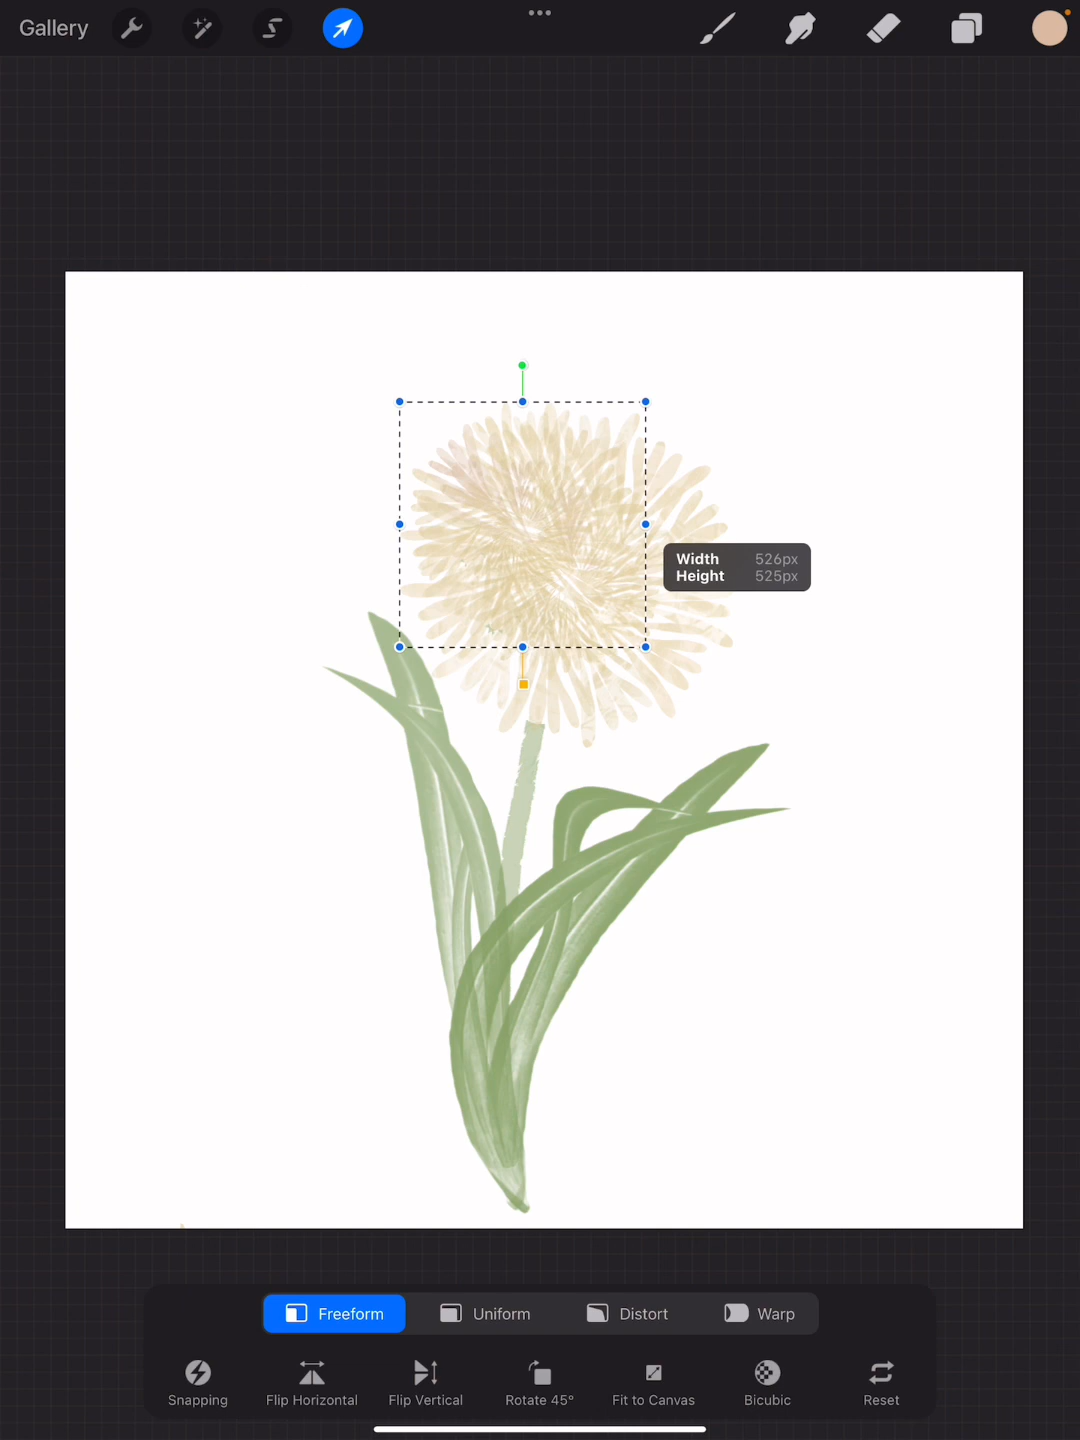 Gallery
Width 526px
Height 525px
Freeform Uniform Distort Warp
Snapping Flip Horizontal Flip Vertical Rotate 45° Fit to Canvas Bicubic Reset